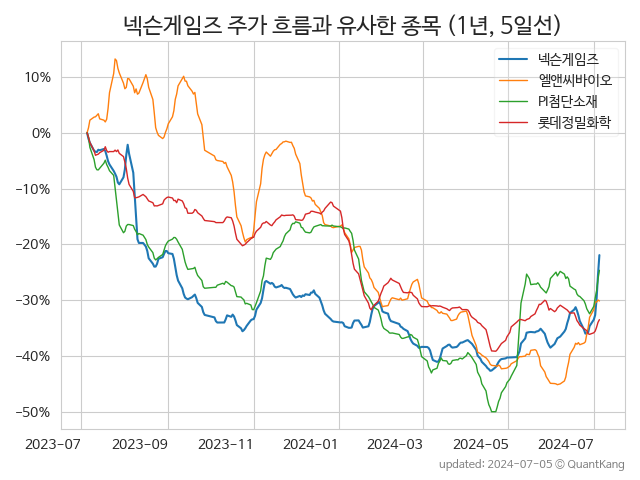 넥슨게임즈 주가 흐름과 유사한 종목 (1년, 5일선)
넥슨게임즈
엘앤씨바이오
PI첨단소재
롯데정밀화학
10%
0%
−10%
−20%
−30%
−40%
−50%
2023-07 2023-09 2023-11 2024-01 2024-03 2024-05 2024-07
updated: 2024-07-05 © QuantKang